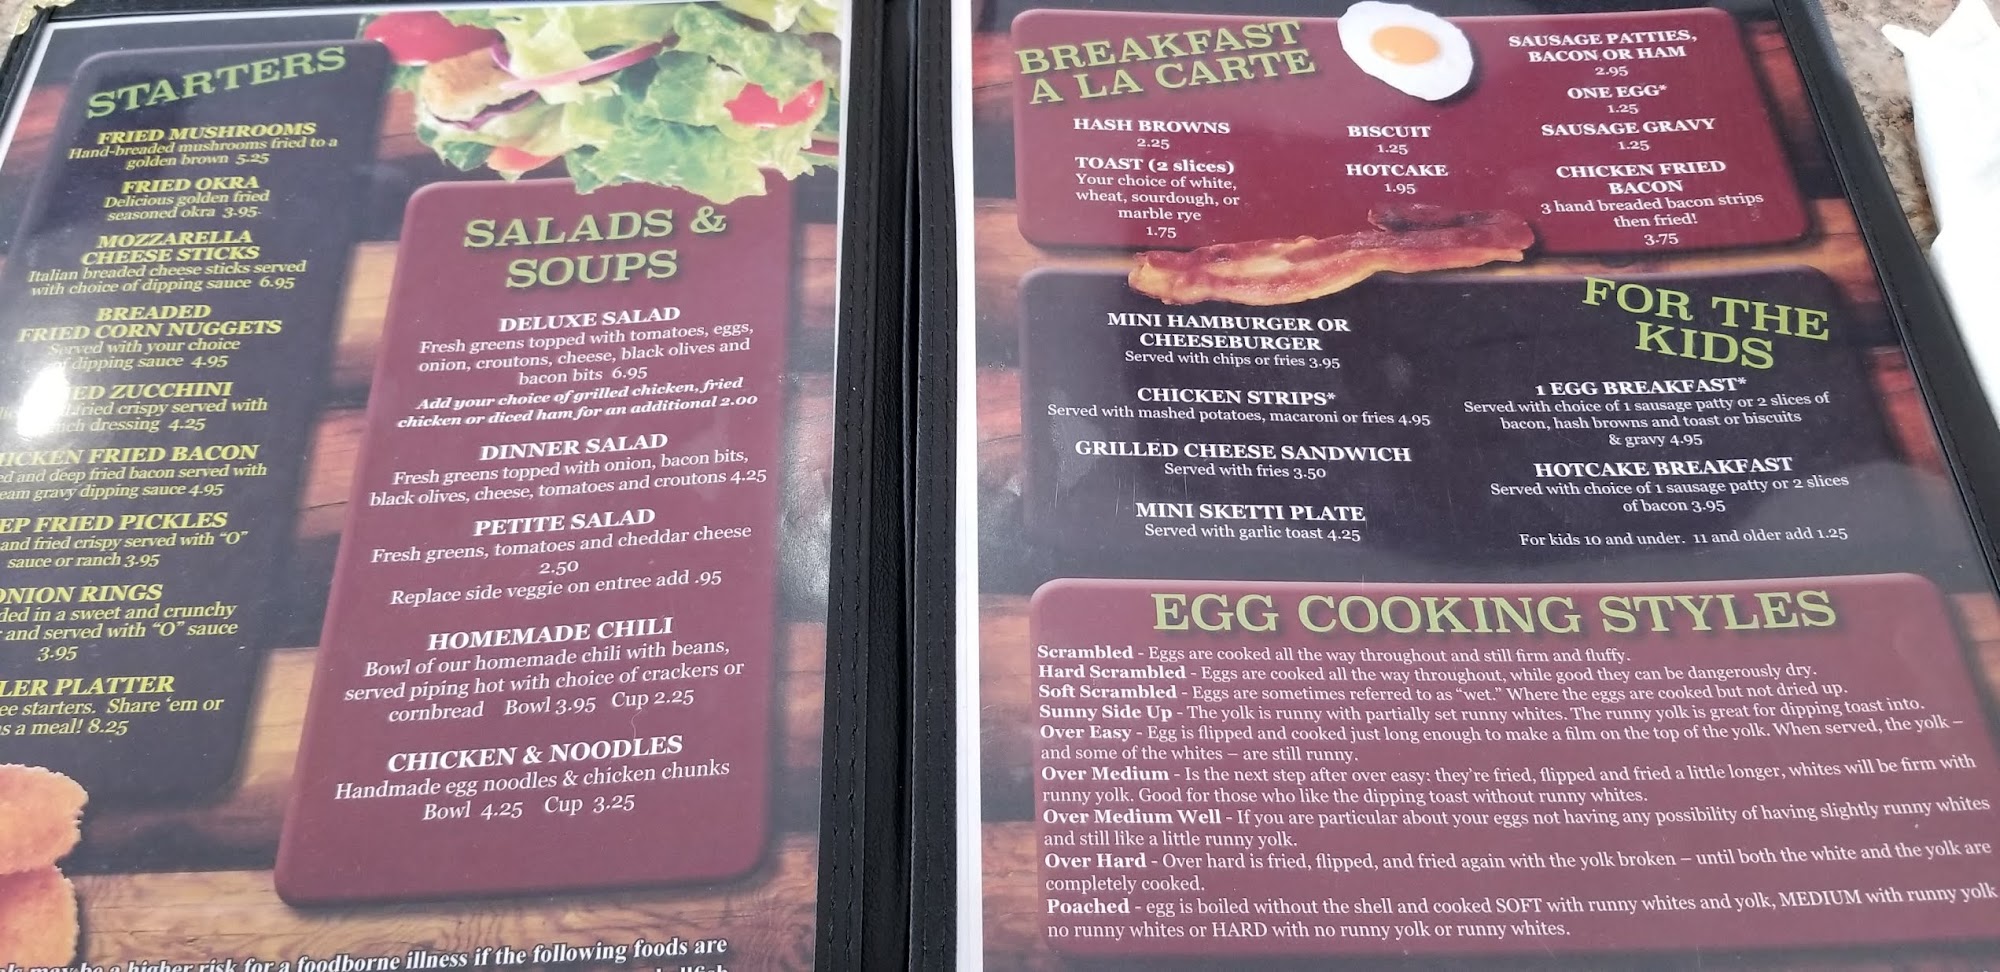 STARTERS
FRIED MUSHROOMS
Hand-breaded mushrooms fried to a
golden brown 5.25
FRIED OKRA
Delicious golden fried
seasoned okra 3.95
MOZZARELLA
CHEESE STICKS
Italian breaded cheese sticks served
with choice of dipping sauce 6.95
BREADED
FRIED CORN NUGGETS
Served with your choice
dipping sauce 4.95
ZUCCHINI
fried crispy served with
dressing 4.25
FRIED BACON
and deep fried bacon served with
gravy dipping sauce 4.95
FRIED PICKLES
and fried crispy served with "O"
sauce or ranch 3.95
RINGS
in a sweet and crunchy
and served with "O" sauce
3.95
PLATTER
starters. Share 'em or
a meal! 8.25
SALADS &
SOUPS
DELUXE SALAD
Fresh greens topped with tomatoes, eggs,
onion, croutons, cheese, black olives and
bacon bits 6.95
Add your choice of grilled chicken, fried
chicken or diced ham for an additional 2.00
DINNER SALAD
Fresh greens topped with onion, bacon bits,
black olives, cheese, tomatoes and croutons 4.25
PETITE SALAD
Fresh greens, tomatoes and cheddar cheese
2.50
Replace side veggie on entree add .95
HOMEMADE CHILI
Bowl of our homemade chili with beans,
served piping hot with choice of crackers or
cornbread Bowl 3.95 Cup 2.25
CHICKEN & NOODLES
Handmade egg noodles & chicken chunks
Bowl 4.25 Cup 3.25
may be a higher risk for a foodborne illness if the following foods are
BREAKFAST
A LA CARTE
HASH BROWNS
2.25
TOAST (2 slices)
Your choice of white,
wheat, sourdough, or
marble rye
1.75
BISCUIT
1.25
HOTCAKE
1.95
SAUSAGE PATTIES,
BACON OR HAM
2.95
ONE EGG*
1.25
SAUSAGE GRAVY
1.25
CHICKEN FRIED
BACON
3 hand breaded bacon strips
then fried!
3.75
FOR THE
KIDS
MINI HAMBURGER OR
CHEESEBURGER
Served with chips or fries 3.95
CHICKEN STRIPS*
Served with mashed potatoes, macaroni or fries 4.95
GRILLED CHEESE SANDWICH
Served with fries 3.50
MINI SKETTI PLATE
Served with garlic toast 4.25
1 EGG BREAKFAST*
Served with choice of 1 sausage patty or 2 slices of
bacon, hash browns and toast or biscuits
& gravy 4.95
HOTCAKE BREAKFAST
Served with choice of 1 sausage patty or 2 slices
of bacon 3.95
For kids 10 and under. 11 and older add 1.25
EGG COOKING STYLES
Scrambled - Eggs are cooked all the way throughout and still firm and fluffy.
Hard Scrambled - Eggs are cooked all the way throughout, while good they can be dangerously dry.
Soft Scrambled - Eggs are sometimes referred to as "wet." Where the eggs are cooked but not dried up.
Sunny Side Up - The yolk is runny with partially set runny whites. The runny yolk is great for dipping toast into.
Over Easy - Egg is flipped and cooked just long enough to make a film on the top of the yolk. When served, the yolk –
and some of the whites – are still runny.
Over Medium - Is the next step after over easy: they're fried, flipped and fried a little longer, whites will be firm with
runny yolk. Good for those who like the dipping toast without runny whites.
Over Medium Well - If you are particular about your eggs not having any possibility of having slightly runny whites
and still like a little runny yolk.
Over Hard - Over hard is fried, flipped, and fried again with the yolk broken – until both the white and the yolk are
completely cooked.
Poached - egg is boiled without the shell and cooked SOFT with runny whites and yolk, MEDIUM with runny yolk
no runny whites or HARD with no runny yolk or runny whites.